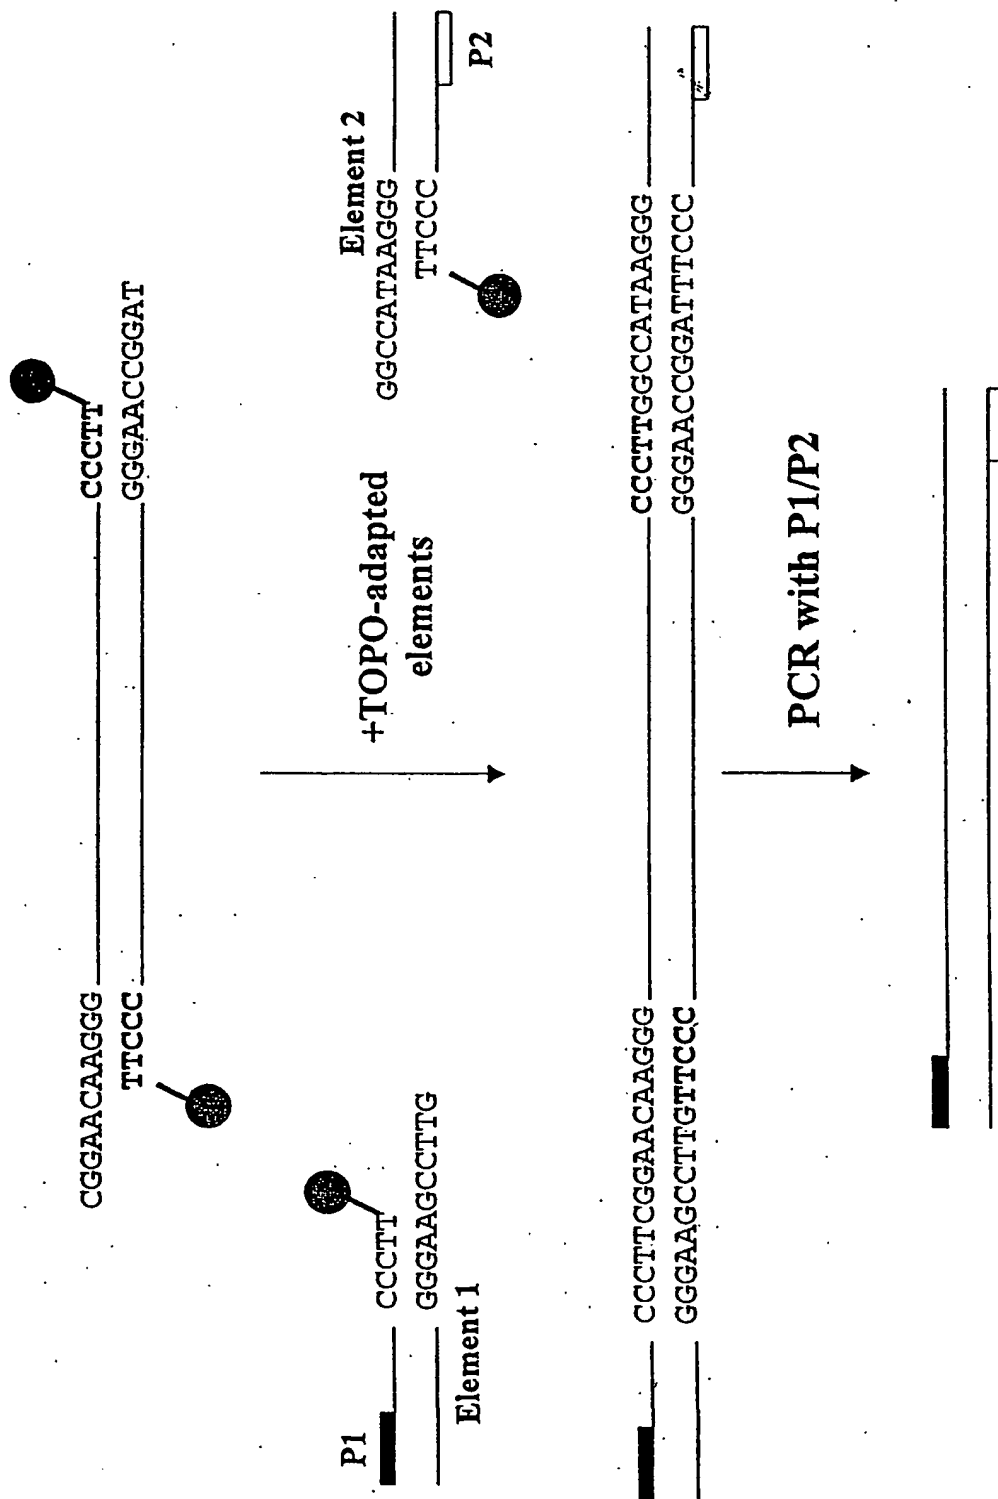 CGGAACAAGGG
CCCTT
TTCCC
GGGAACCGGAT
P1
CCCTT
GGGAAGCCTTG
Element 1
+TOPO-adapted
elements
Element 2
GGCCATAAGGG
TTCCC
P2
CCCTTCGGAACAAGGG
CCCTTGGCCATAAGGG
GGGAAGCCTTGTTCCC
GGGAACCGGATTTCCC
PCR with P1/P2